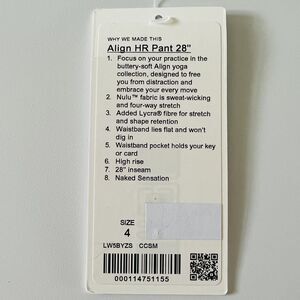 WHY WE MADE THIS
Align HR Pant 28"
1. Focus on your practice in the
buttery-soft Align yoga
collection, designed to free
you from distraction and
embrace your every move
2. Nulu™ fabric is sweat-wicking
and four-way stretch
3. Added Lycra® fibre for stretch
and shape retention
4. Waistband lies flat and won't
dig in
5. Waistband pocket holds your key
or card
6. High rise
7. 28" inseam
8. Naked Sensation
SIZE
4
LW5BYZS CCSM
000114751155